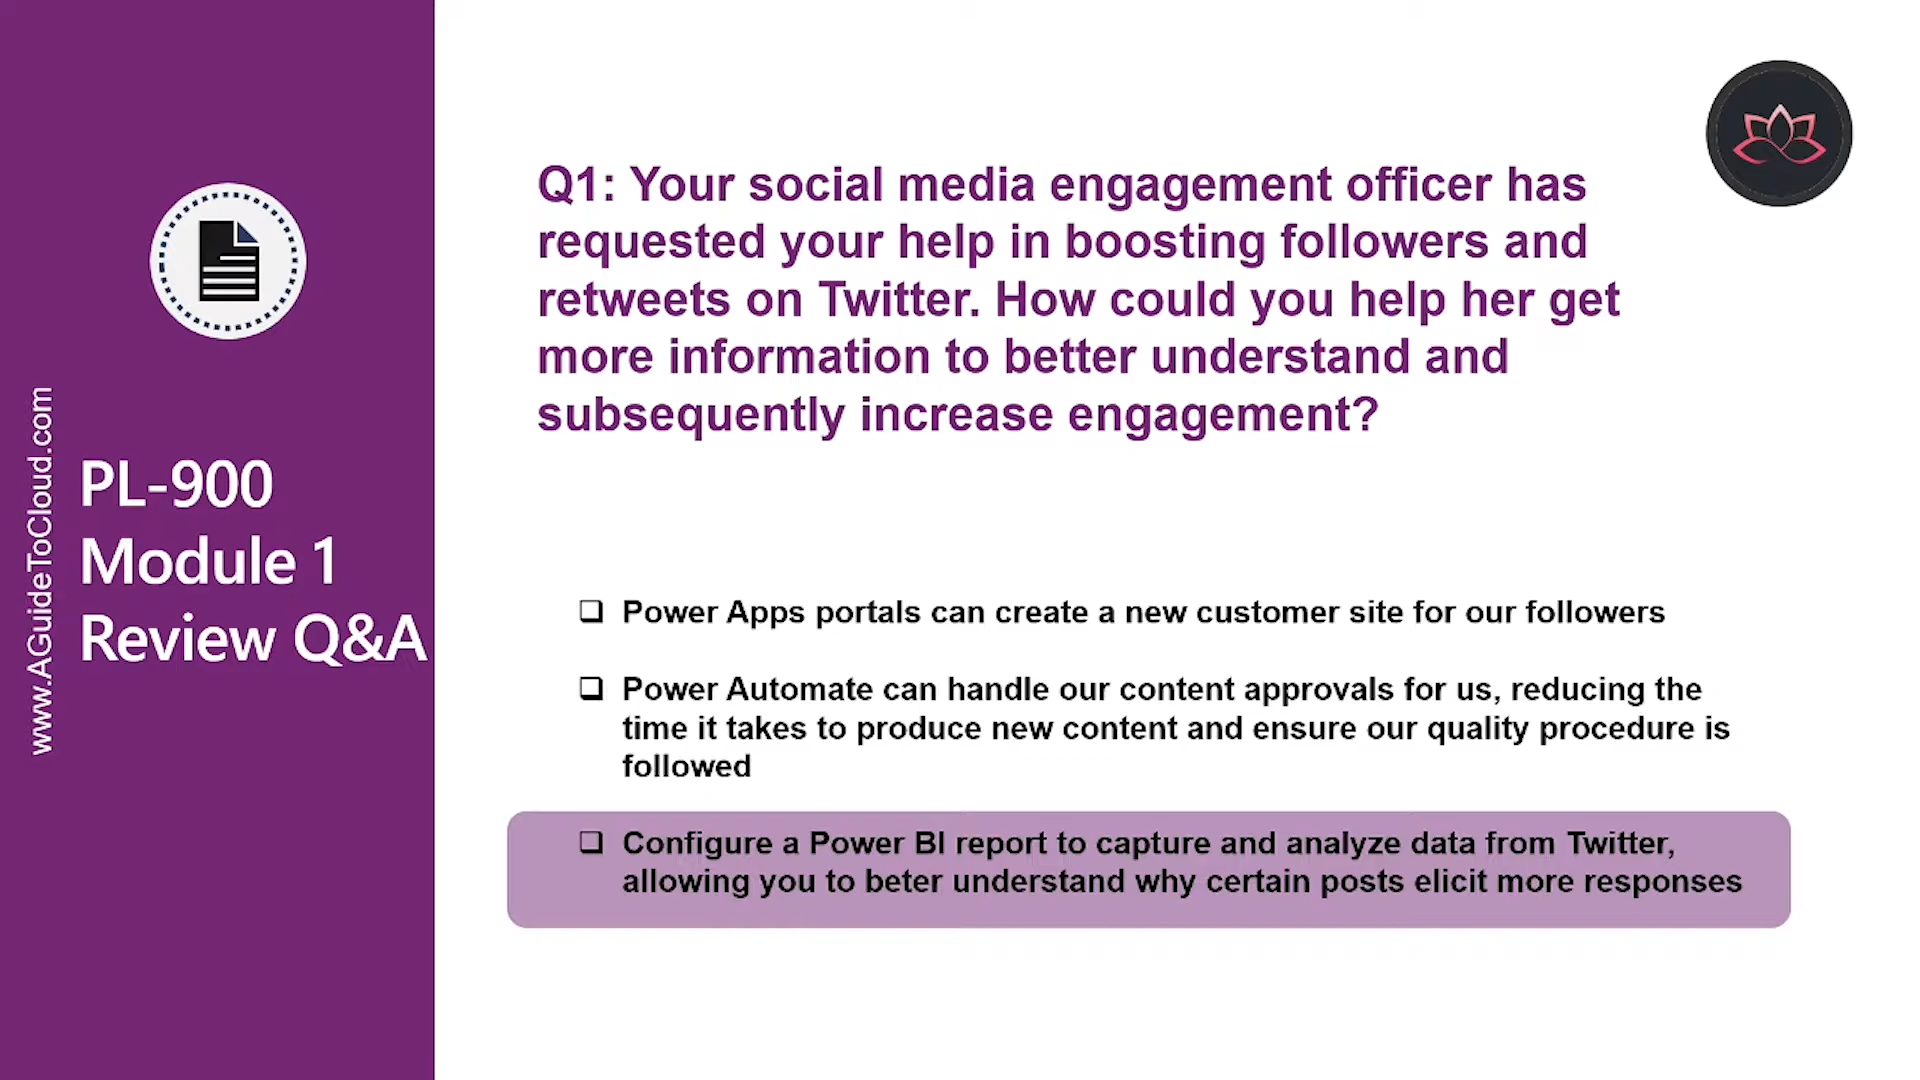 www.AGuideToCloud.com
PL-900
Module 1
Review Q&A
Q1: Your social media engagement officer has
requested your help in boosting followers and
retweets on Twitter. How could you help her get
more information to better understand and
subsequently increase engagement?
❑ Power Apps portals can create a new customer site for our followers
❑ Power Automate can handle our content approvals for us, reducing the
time it takes to produce new content and ensure our quality procedure is
followed
❑ Configure a Power BI report to capture and analyze data from Twitter,
allowing you to beter understand why certain posts elicit more responses